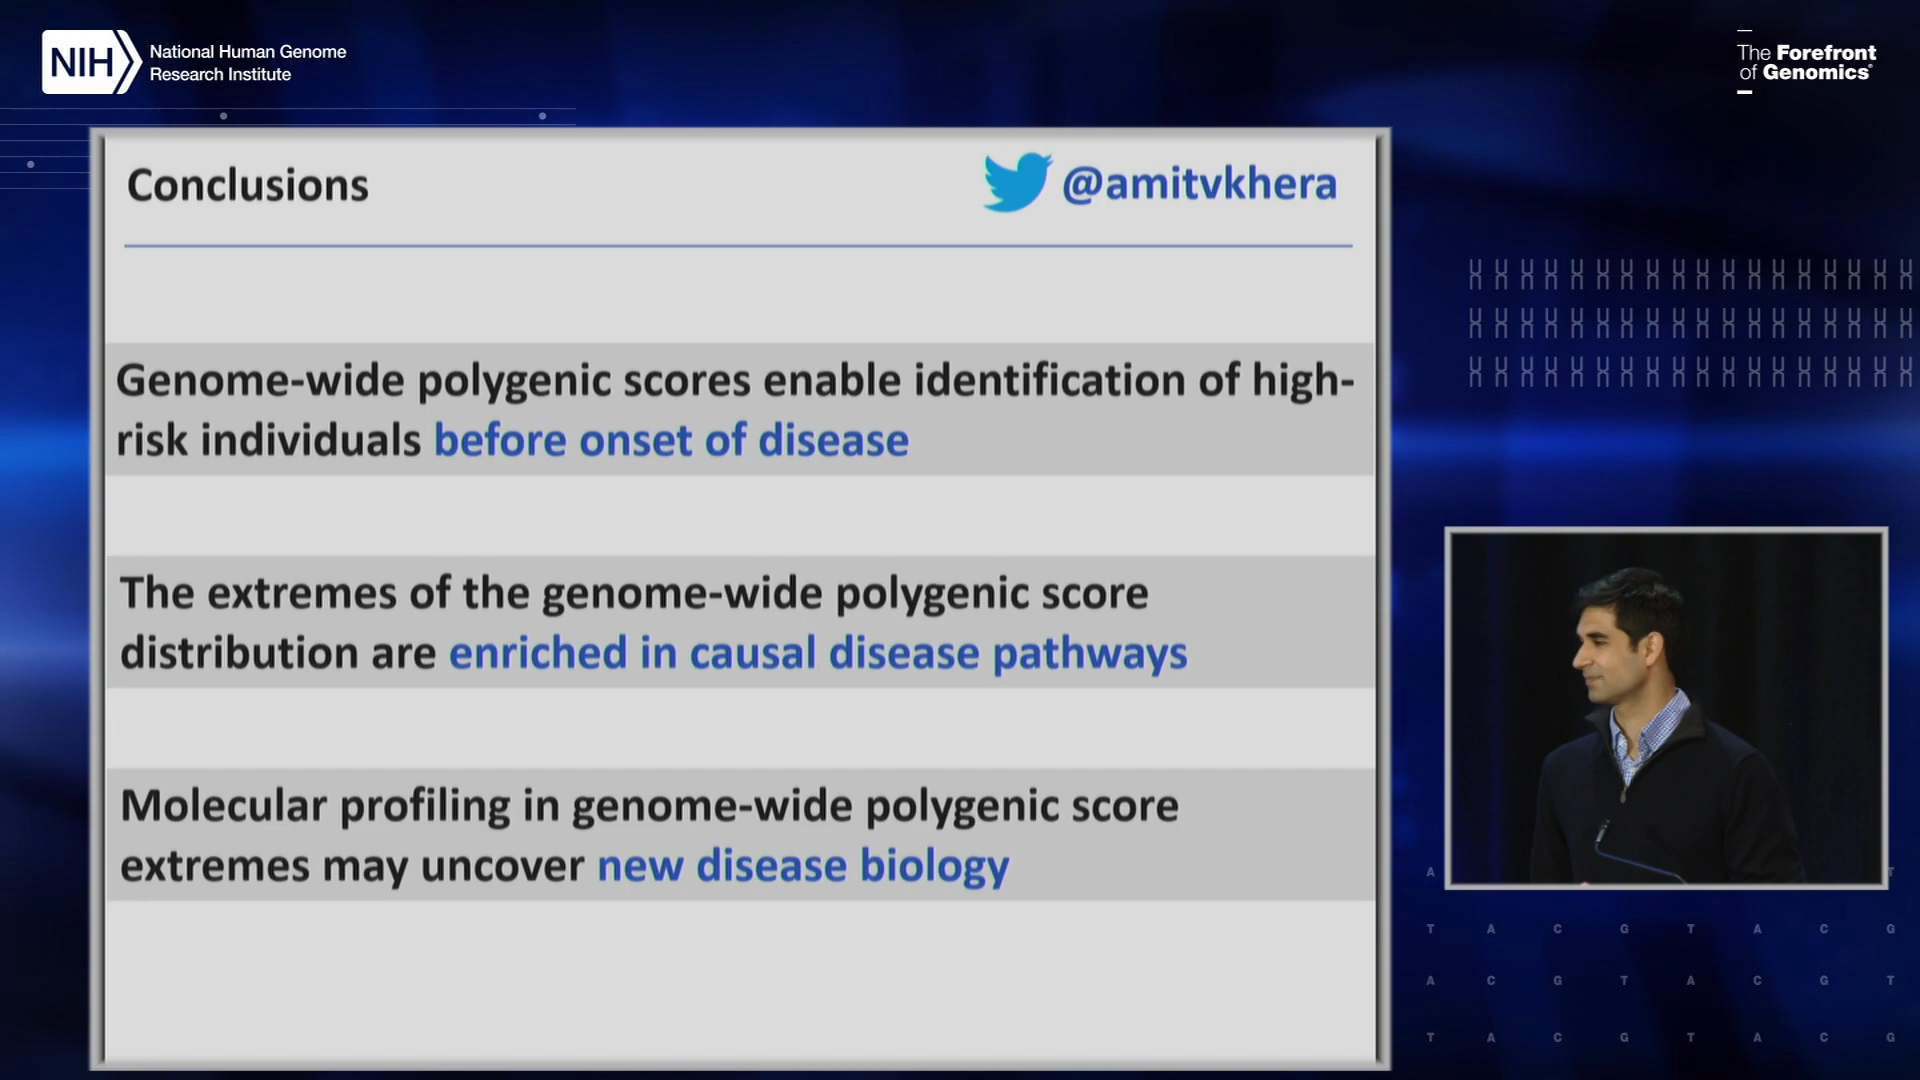 NIH
National Human Genome
Research Institute
The Forefront
of Genomics®
Conclusions
@amitvkhera
Genome-wide polygenic scores enable identification of high-
risk individuals before onset of disease
The extremes of the genome-wide polygenic score
distribution are enriched in causal disease pathways
Molecular profiling in genome-wide polygenic score
extremes may uncover new disease biology
A T
T A C G T A C G
A C G T A C G T
T A C G T A C G